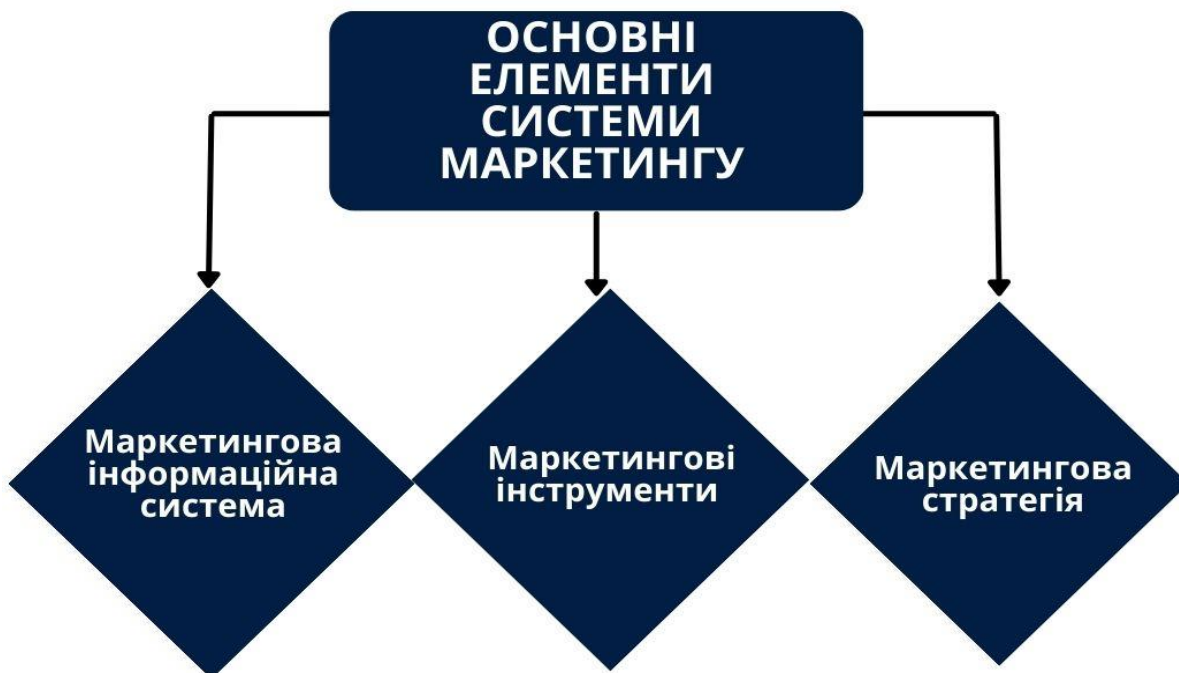 ОСНОВНІ
ЕЛЕМЕНТИ
СИСТЕМИ
МАРКЕТИНГУ
Маркетингова
інформаційна
система
Маркетингові
інструменти
Маркетингова
стратегія